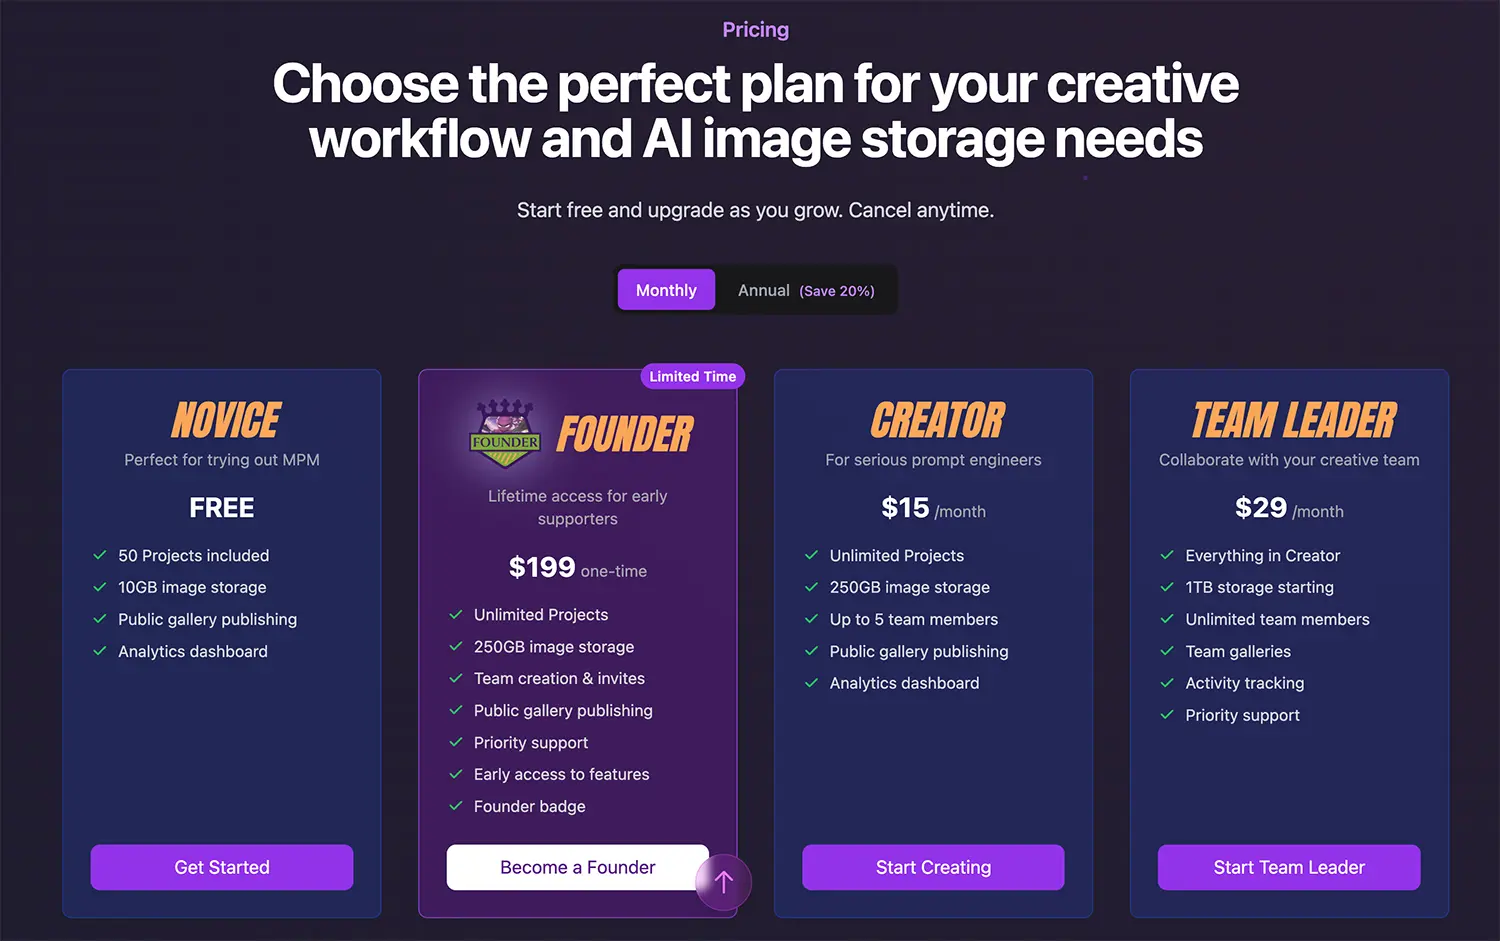 Pricing
Choose the perfect plan for your creative
workflow and AI image storage needs
Start free and upgrade as you grow. Cancel anytime.
Monthly
Annual (Save 20%)
NOVICE
Perfect for trying out MPM
FREE
50 Projects included
10GB image storage
Public gallery publishing
Analytics dashboard
Get Started
Limited Time
FOUNDER
FOUNDER
Lifetime access for early
supporters
$199 one-time
Unlimited Projects
250GB image storage
Team creation & invites
Public gallery publishing
Priority support
Early access to features
Founder badge
Become a Founder
CREATOR
For serious prompt engineers
$15 /month
Unlimited Projects
250GB image storage
Up to 5 team members
Public gallery publishing
Analytics dashboard
Start Creating
TEAM LEADER
Collaborate with your creative team
$29 /month
Everything in Creator
1TB storage starting
Unlimited team members
Team galleries
Activity tracking
Priority support
Start Team Leader